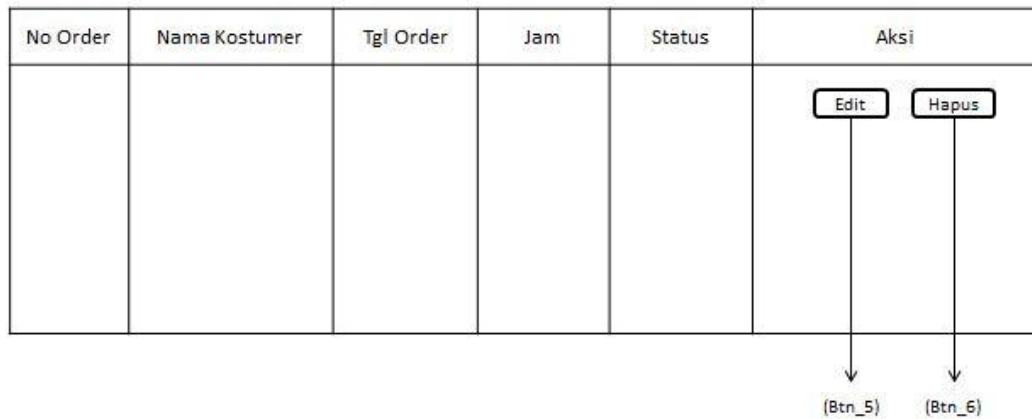 No Order Nama Kostumer Tgl Order Jam Status Aksi
Edit Hapus
(Btn_5) (Btn_6)